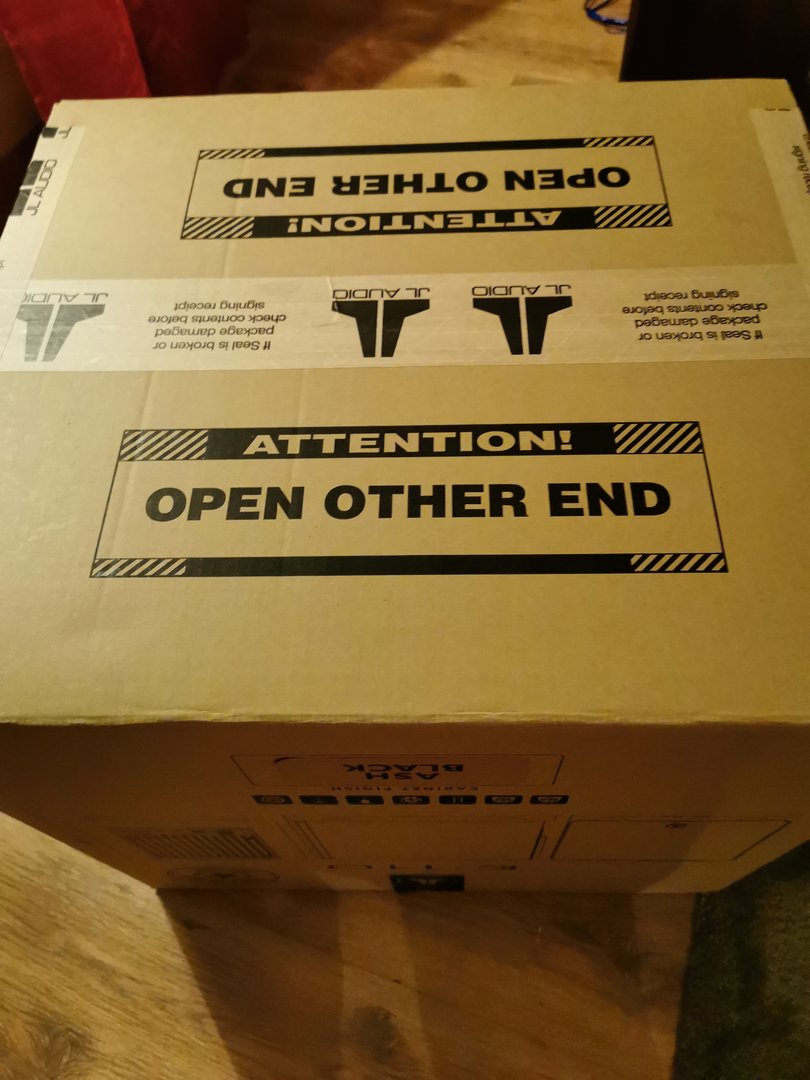 OPEN OTHER END
ATTENTION!
JL AUDIO
JL AUDIO
If Seal is broken or
package damaged
check contents before
signing receipt
JL AUDIO
JL AUDIO
If Seal is broken or
package damaged
check contents before
signing receipt
ATTENTION!
OPEN OTHER END
ASH
BLACK
CABINET FINISH